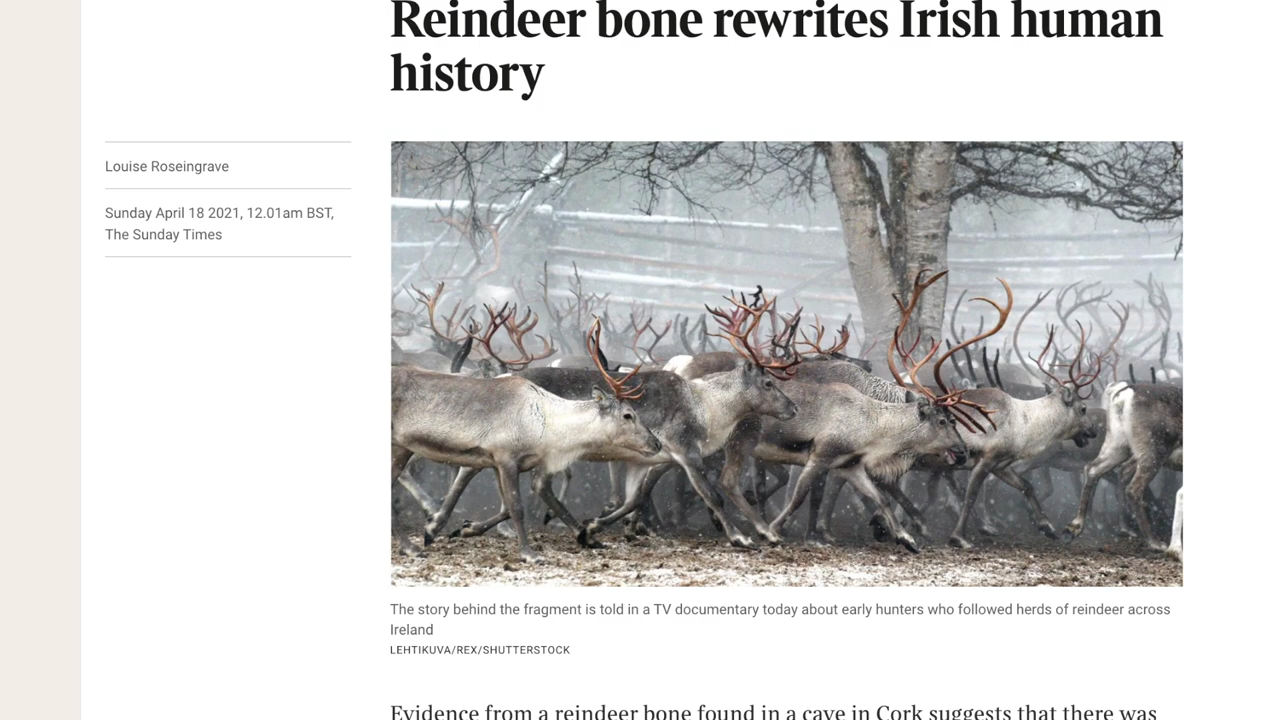 Reindeer bone rewrites Irish human
history
Louise Roseingrave
Sunday April 18 2021, 12.01am BST,
The Sunday Times
The story behind the fragment is told in a TV documentary today about early hunters who followed herds of reindeer across
Ireland
LEHTIKUVA/REX/SHUTTERSTOCK
Evidence from a reindeer bone found in a cave in Cork suggests that there was